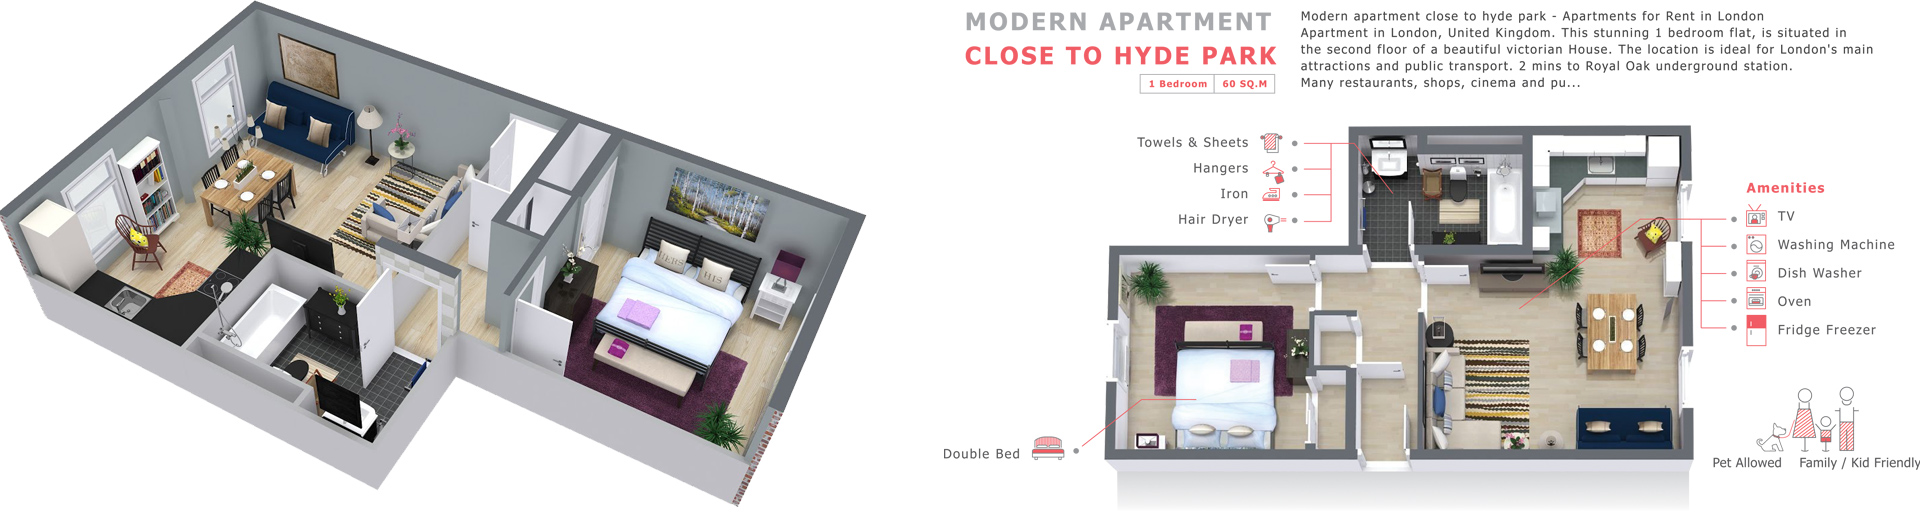 MODERN APARTMENT
CLOSE TO HYDE PARK
1 Bedroom 60 SQ.M
Modern apartment close to hyde park - Apartments for Rent in London
Apartment in London, United Kingdom. This stunning 1 bedroom flat, is situated in
the second floor of a beautiful victorian House. The location is ideal for London's main
attractions and public transport. 2 mins to Royal Oak underground station.
Many restaurants, shops, cinema and pu...
Towels & Sheets
Hangers
Iron
Hair Dryer
Amenities
TV
Washing Machine
Dish Washer
Oven
Fridge Freezer
HERS
HIS
Double Bed
Pet Allowed Family / Kid Friendly